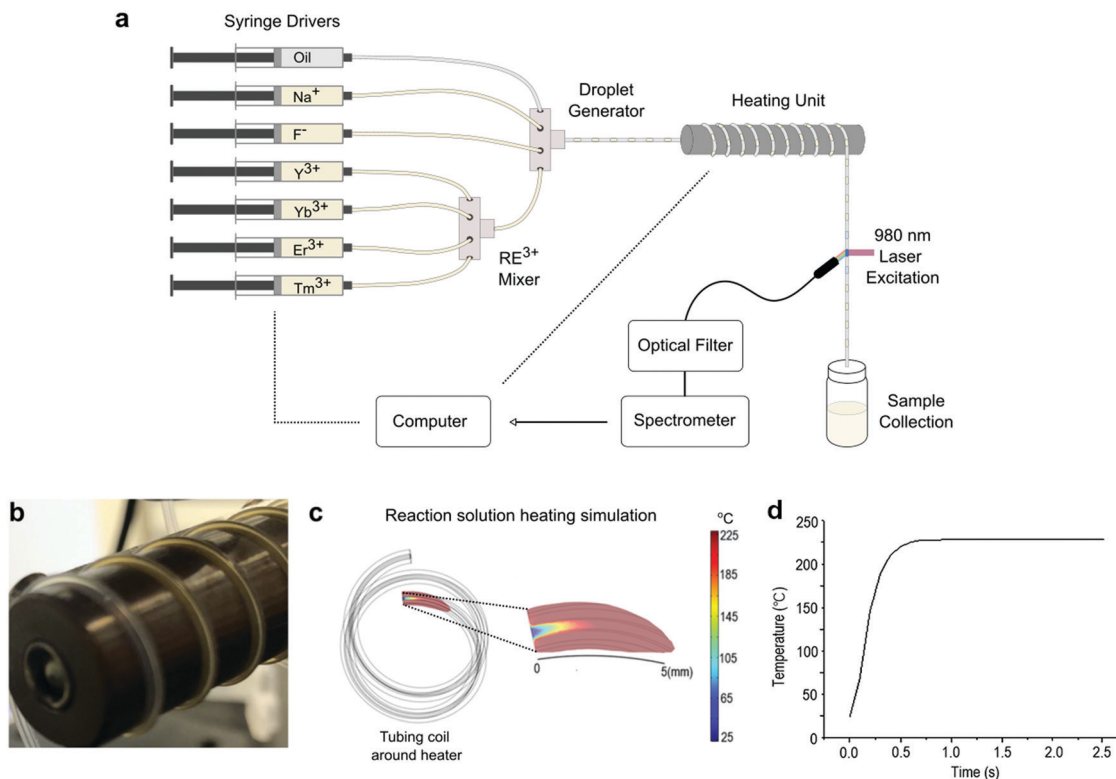 a
Syringe Drivers
Oil
Na+
F-
Y3+
Yb3+
Er3+
Tm3+
RE3+
Mixer
Droplet
Generator
Heating Unit
980 nm
Laser
Excitation
Optical Filter
Spectrometer
Computer
Sample
Collection
b
c
Reaction solution heating simulation
Tubing coil
around heater
0
5(mm)
oC
225
185
145
105
65
25
d
Temperature (°C)
250
200
150
100
50
0
0.0
0.5
1.0
1.5
2.0
2.5
Time (s)